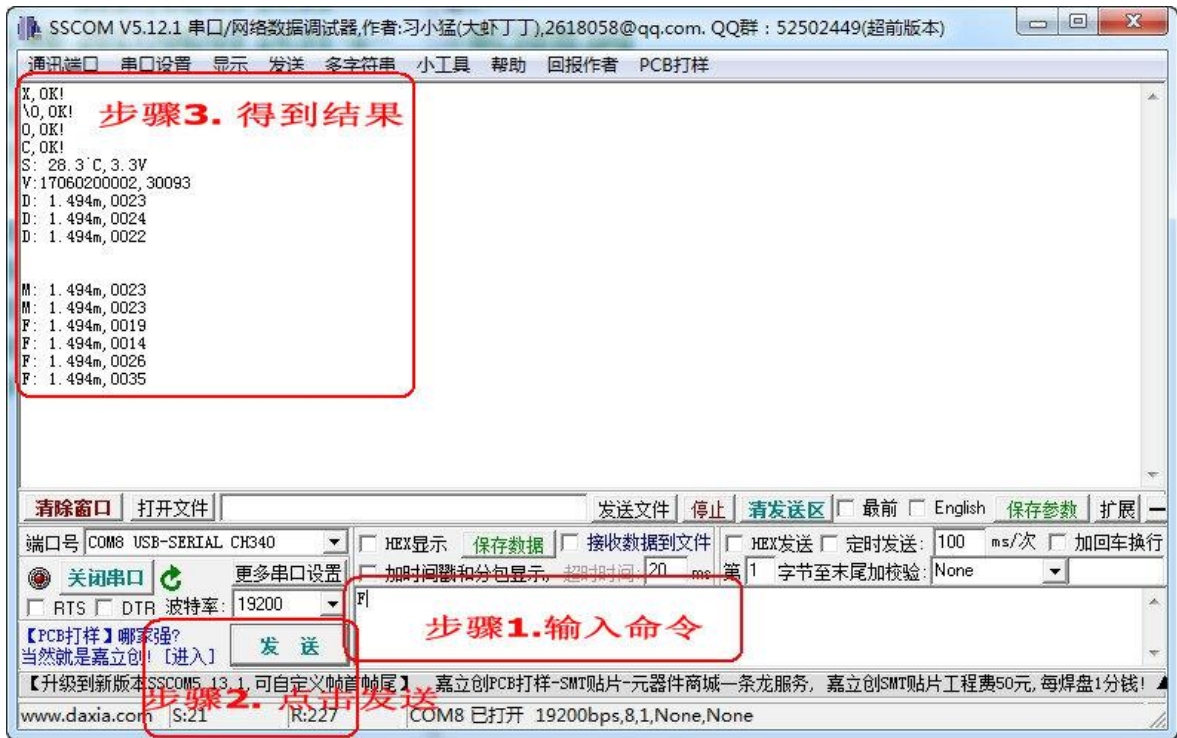 SSCOM V5.12.1 串口/网络数据调试器,作者:习小猛(大虾丁丁),2618058@qq.com. QQ群：52502449(超前版本)
通讯端口 串口设置 显示 发送 多字符串 小工具 帮助 回报作者 PCB打样
X,OK!
\0,OK!
O,OK!
C,OK!
步骤3. 得到结果
S: 28.3'C,3.3V
V:17060200002,30093
D: 1.494m,0023
D: 1.494m,0024
D: 1.494m,0022
M: 1.494m,0023
M: 1.494m,0023
F: 1.494m,0019
F: 1.494m,0014
F: 1.494m,0026
F: 1.494m,0035
清除窗口 打开文件 发送文件 停止 清发送区 最前 English 保存参数 扩展
端口号 COM8 USB-SERIAL CH340 HEX显示 保存数据 接收数据到文件 HEX发送 定时发送: 100 ms/次 加回车换行
关闭串口 更多串口设置 加时间戳和分包显示, 超时时间: 20 ms 第 1 字节至末尾加校验: None
RTS DTR 波特率: 19200 F
步骤1.输入命令
【PCB打样】哪家强?
当然就是嘉立创! [进入]
发 送
【升级到新版本SSCOM5.13.1,可自定义帧首帧尾】 嘉立创PCB打样-SMT贴片-元器件商城一条龙服务, 嘉立创SMT贴片工程费50元,每焊盘1分钱!
步骤2. 点击发送
www.daxia.com S:21 R:227 COM8 已打开 19200bps,8,1,None,None